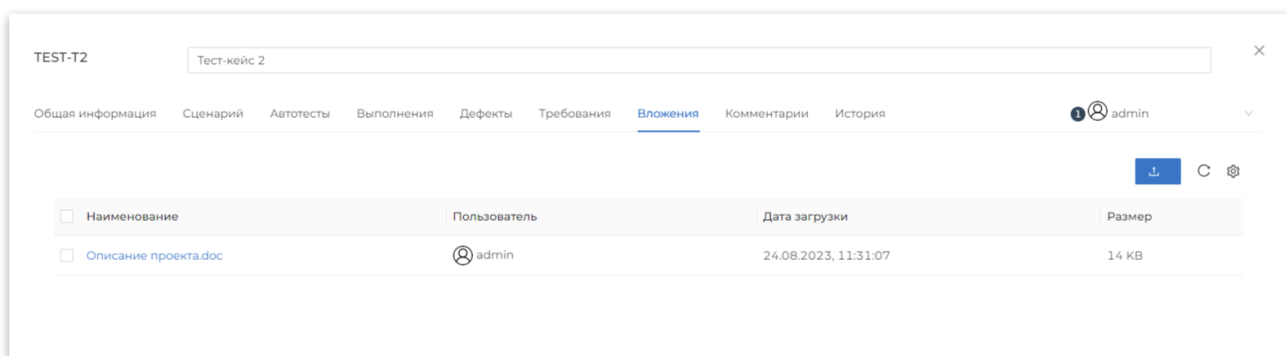 TEST-T2
Тест-кейс 2
Общая информация Сценарий Автотесты Выполнения Дефекты Требования Вложения Комментарии История 1 admin
Наименование Пользователь Дата загрузки Размер
Описание проекта.doc admin 24.08.2023, 11:31:07 14 KB